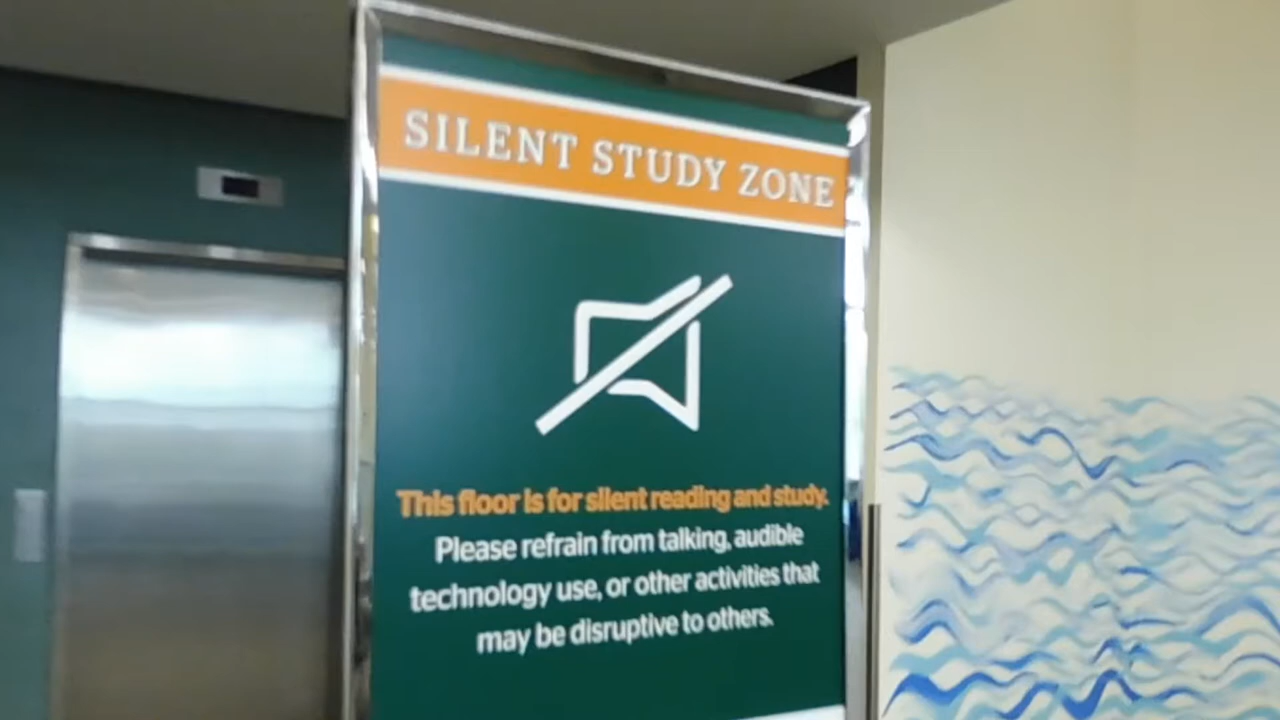 SILENT STUDY ZONE
This floor is for silent reading and study.
Please refrain from talking, audible
technology use, or other activities that
may be disruptive to others.